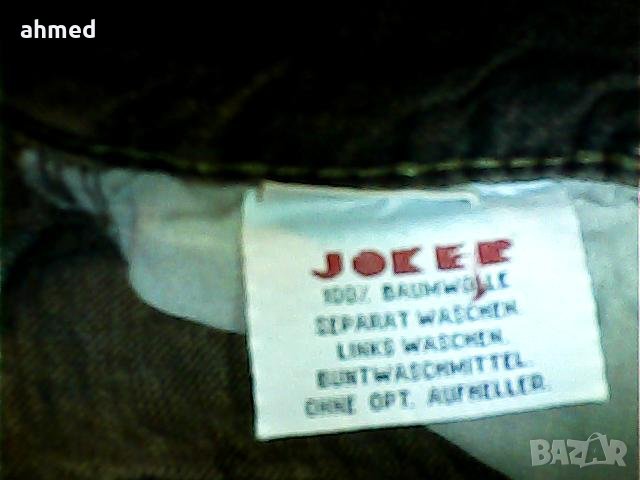 ahmed
JOKER
100% BAUMWOLLE
SEPARAT WASCHEN.
LINKS WASCHEN.
BUNTWASCHMITTEL.
OHNE OPT. AUFHELLER.
BAZAR